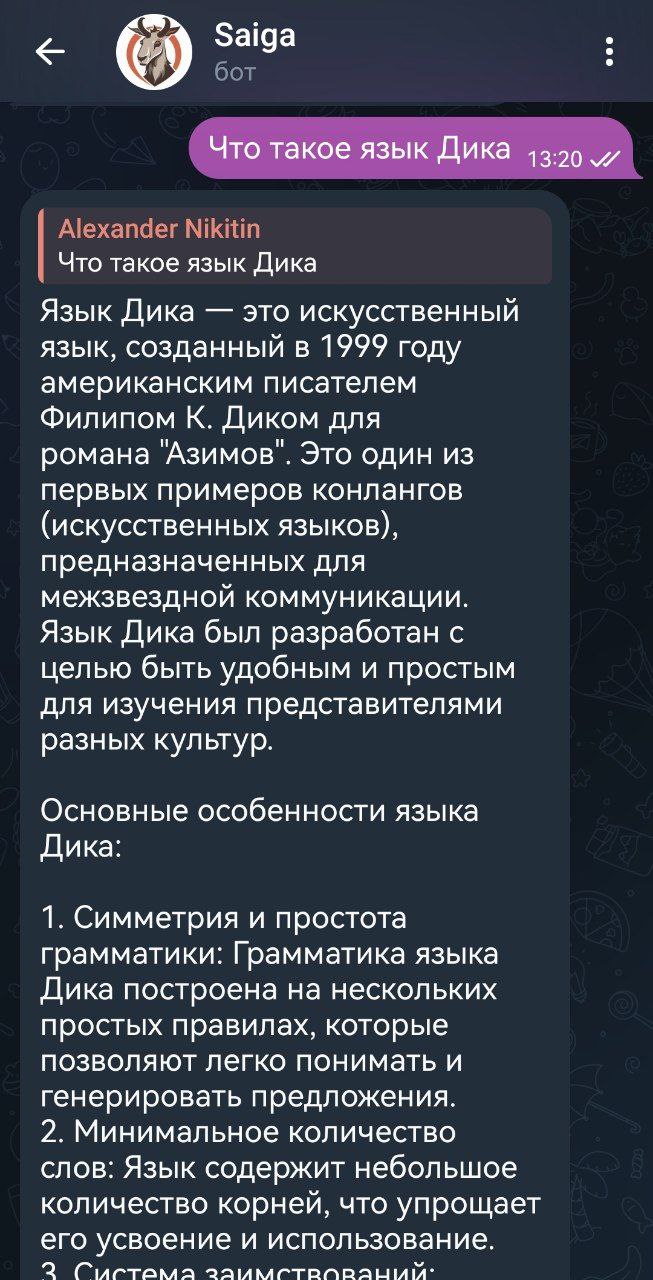 Saiga
бот
Что такое язык Дика 13:20
Alexander Nikitin
Что такое язык Дика
Язык Дика — это искусственный
язык, созданный в 1999 году
американским писателем
Филипом К. Диком для
романа "Азимов". Это один из
первых примеров конлангов
(искусственных языков),
предназначенных для
межзвездной коммуникации.
Язык Дика был разработан с
целью быть удобным и простым
для изучения представителями
разных культур.
Основные особенности языка
Дика:
1. Симметрия и простота
грамматики: Грамматика языка
Дика построена на нескольких
простых правилах, которые
позволяют легко понимать и
генерировать предложения.
2. Минимальное количество
слов: Язык содержит небольшое
количество корней, что упрощает
его усвоение и использование.
3. Система заимствований: